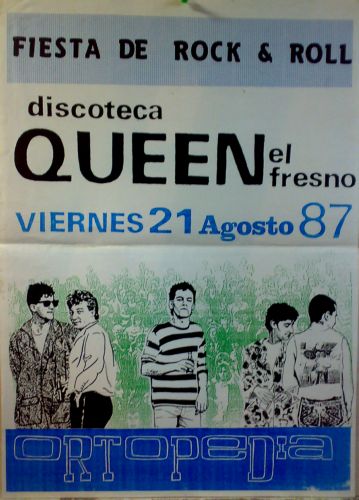 FIESTA DE ROCK & ROLL
discoteca
QUEEN el fresno
VIERNES 21 Agosto 87
ORTOPEDIA